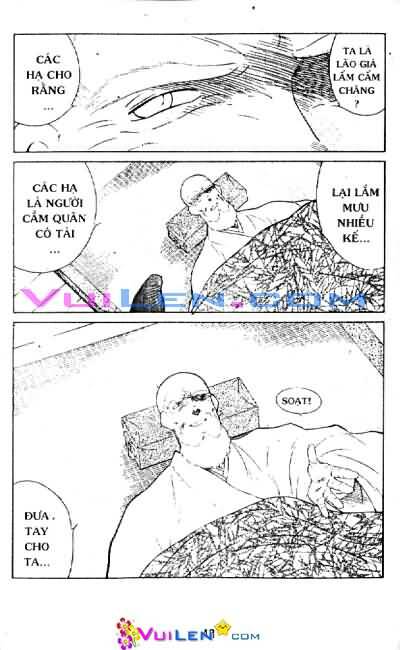 TA LÀ
LÃO GIÀ
LẨM CẨM
CHĂNG
?
CÁC
HẠ CHO
RẰNG
...
LẠI LẮM
MƯU
NHIỀU
KẾ...
CÁC HẠ
LÀ NGƯỜI
CẦM QUÂN
CÓ TÀI
...
VUILEN.COM
SOẠT!
ĐƯA
TAY
CHO
TA...
VUILEN